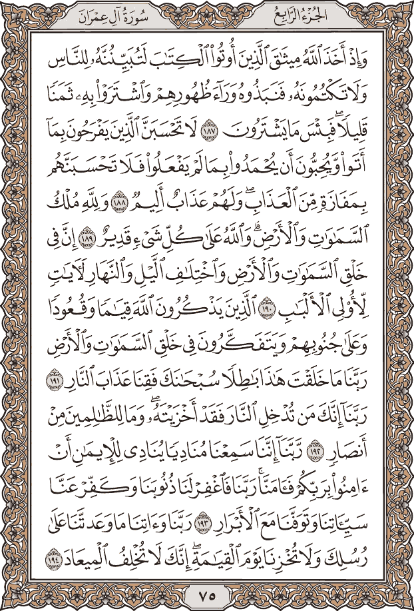 الجزء الرابع
سورة آل عمران
وَإِذْ أَخَذَ ٱللَّهُ مِيثَٰقَ ٱلَّذِينَ أُوتُوا۟ ٱلْكِتَٰبَ لَتُبَيِّنُنَّهُۥ لِلنَّاسِ
وَلَا تَكْتُمُونَهُۥ فَنَبَذُوهُ وَرَآءَ ظُهُورِهِمْ وَٱشْتَرَوْا۟ بِهِۦ ثَمَنًا
قَلِيلًا ۖ فَبِئْسَ مَا يَشْتَرُونَ ١٨٧ لَا تَحْسَبَنَّ ٱلَّذِينَ يَفْرَحُونَ بِمَآ
أَتَوا۟ وَّيُحِبُّونَ أَن يُحْمَدُوا۟ بِمَا لَمْ يَفْعَلُوا۟ فَلَا تَحْسَبَنَّهُم
بِمَفَازَةٍ مِّنَ ٱلْعَذَابِ ۖ وَلَهُمْ عَذَابٌ أَلِيمٌ ١٨٨ وَلِلَّهِ مُلْكُ
ٱلسَّمَٰوَٰتِ وَٱلْأَرْضِ ۗ وَٱللَّهُ عَلَىٰ كُلِّ شَىْءٍ قَدِيرٌ ١٨٩ إِنَّ فِى
خَلْقِ ٱلسَّمَٰوَٰتِ وَٱلْأَرْضِ وَٱخْتِلَٰفِ ٱلَّيْلِ وَٱلنَّهَارِ لَءَايَٰتٍ
لِّأُو۟لِى ٱلْأَلْبَٰبِ ١٩٠ ٱلَّذِينَ يَذْكُرُونَ ٱللَّهَ قِيَٰمًا وَقُعُودًا
وَعَلَىٰ جُنُوبِهِمْ وَيَتَفَكَّرُونَ فِى خَلْقِ ٱلسَّمَٰوَٰتِ وَٱلْأَرْضِ
رَبَّنَا مَا خَلَقْتَ هَٰذَا بَٰطِلًا سُبْحَٰنَكَ فَقِنَا عَذَابَ ٱلنَّارِ ١٩١
رَبَّنَآ إِنَّكَ مَن تُدْخِلِ ٱلنَّارَ فَقَدْ أَخْزَيْتَهُۥ ۖ وَمَا لِلظَّٰلِمِينَ مِنْ
أَنصَارٍ ١٩٢ رَّبَّنَآ إِنَّنَا سَمِعْنَا مُنَادِيًا يُنَادِى لِلْإِيمَٰنِ أَنْ
ءَامِنُوا۟ بِرَبِّكُمْ فَـَٔامَنَّا ۚ رَبَّنَا فَٱغْفِرْ لَنَا ذُنُوبَنَا وَكَفِّرْ عَنَّا
سَيِّـَٔاتِنَا وَتَوَفَّنَا مَعَ ٱلْأَبْرَارِ ١٩٣ رَبَّنَا وَءَاتِنَا مَا وَعَدتَّنَا عَلَىٰ
رُسُلِكَ وَلَا تُخْزِنَا يَوْمَ ٱلْقِيَٰمَةِ ۗ إِنَّكَ لَا تُخْلِفُ ٱلْمِيعَادَ ١٩٤
٧٥